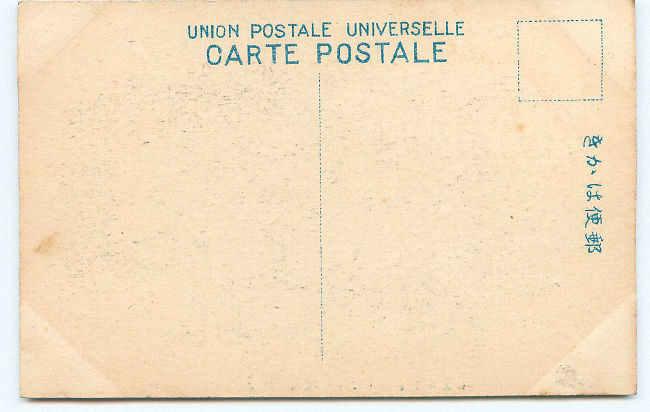 UNION POSTALE UNIVERSELLE
CARTE POSTALE
郵便はかき